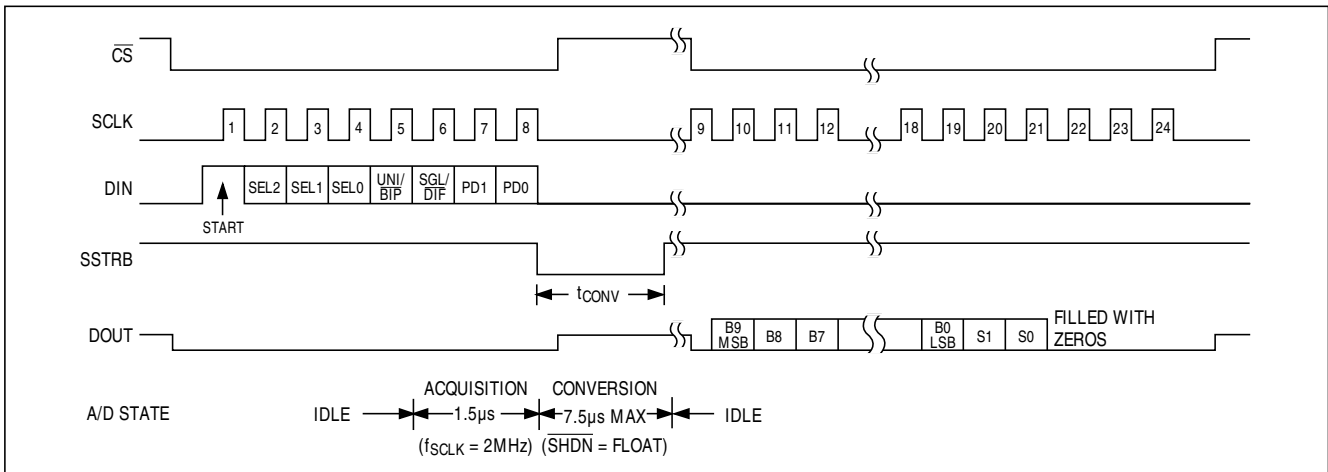 CS
SCLK 1 2 3 4 5 6 7 8 9 10 11 12 18 19 20 21 22 23 24
DIN SEL2 SEL1 SEL0 UNI/ BIP SGL/ DIF PD1 PD0
START
SSTRB
tCONV
DOUT B9 MSB B8 B7 B0 LSB S1 S0 FILLED WITH ZEROS
ACQUISITION CONVERSION
A/D STATE IDLE 1.5µs 7.5µs MAX IDLE
(fSCLK = 2MHz) (SHDN = FLOAT)